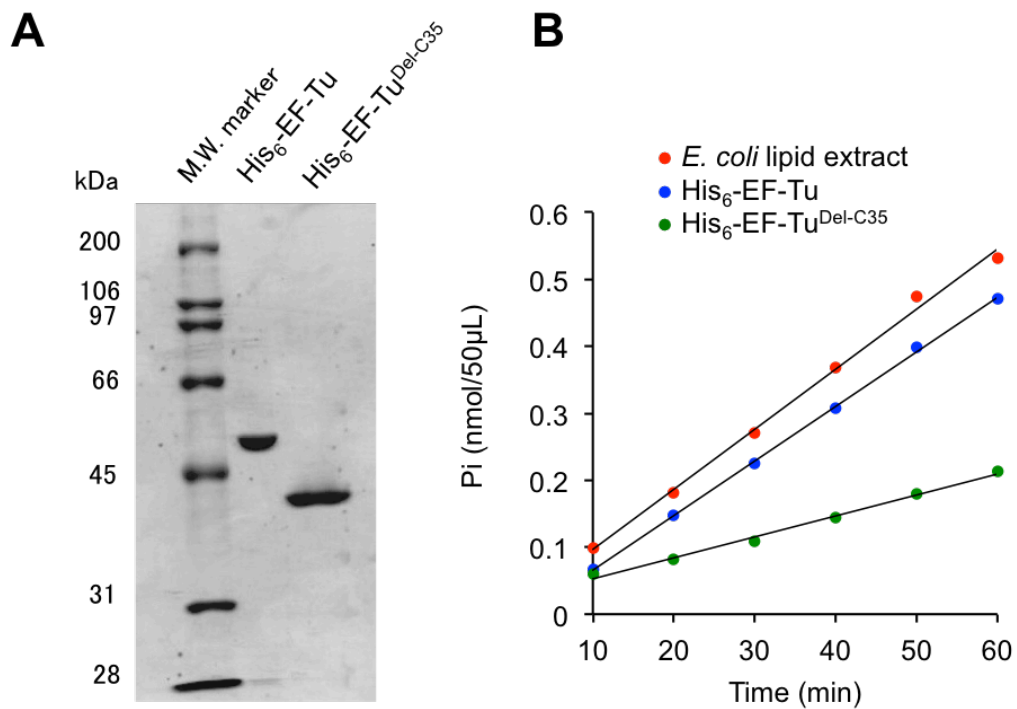 A
M.W. marker
His6-EF-Tu
His6-EF-TuDel-C35
kDa
200
106
97
66
45
31
28
B
E. coli lipid extract
His6-EF-Tu
His6-EF-TuDel-C35
0.6
0.5
0.4
0.3
0.2
0.1
0
Pi (nmol/50μL)
10 20 30 40 50 60
Time (min)